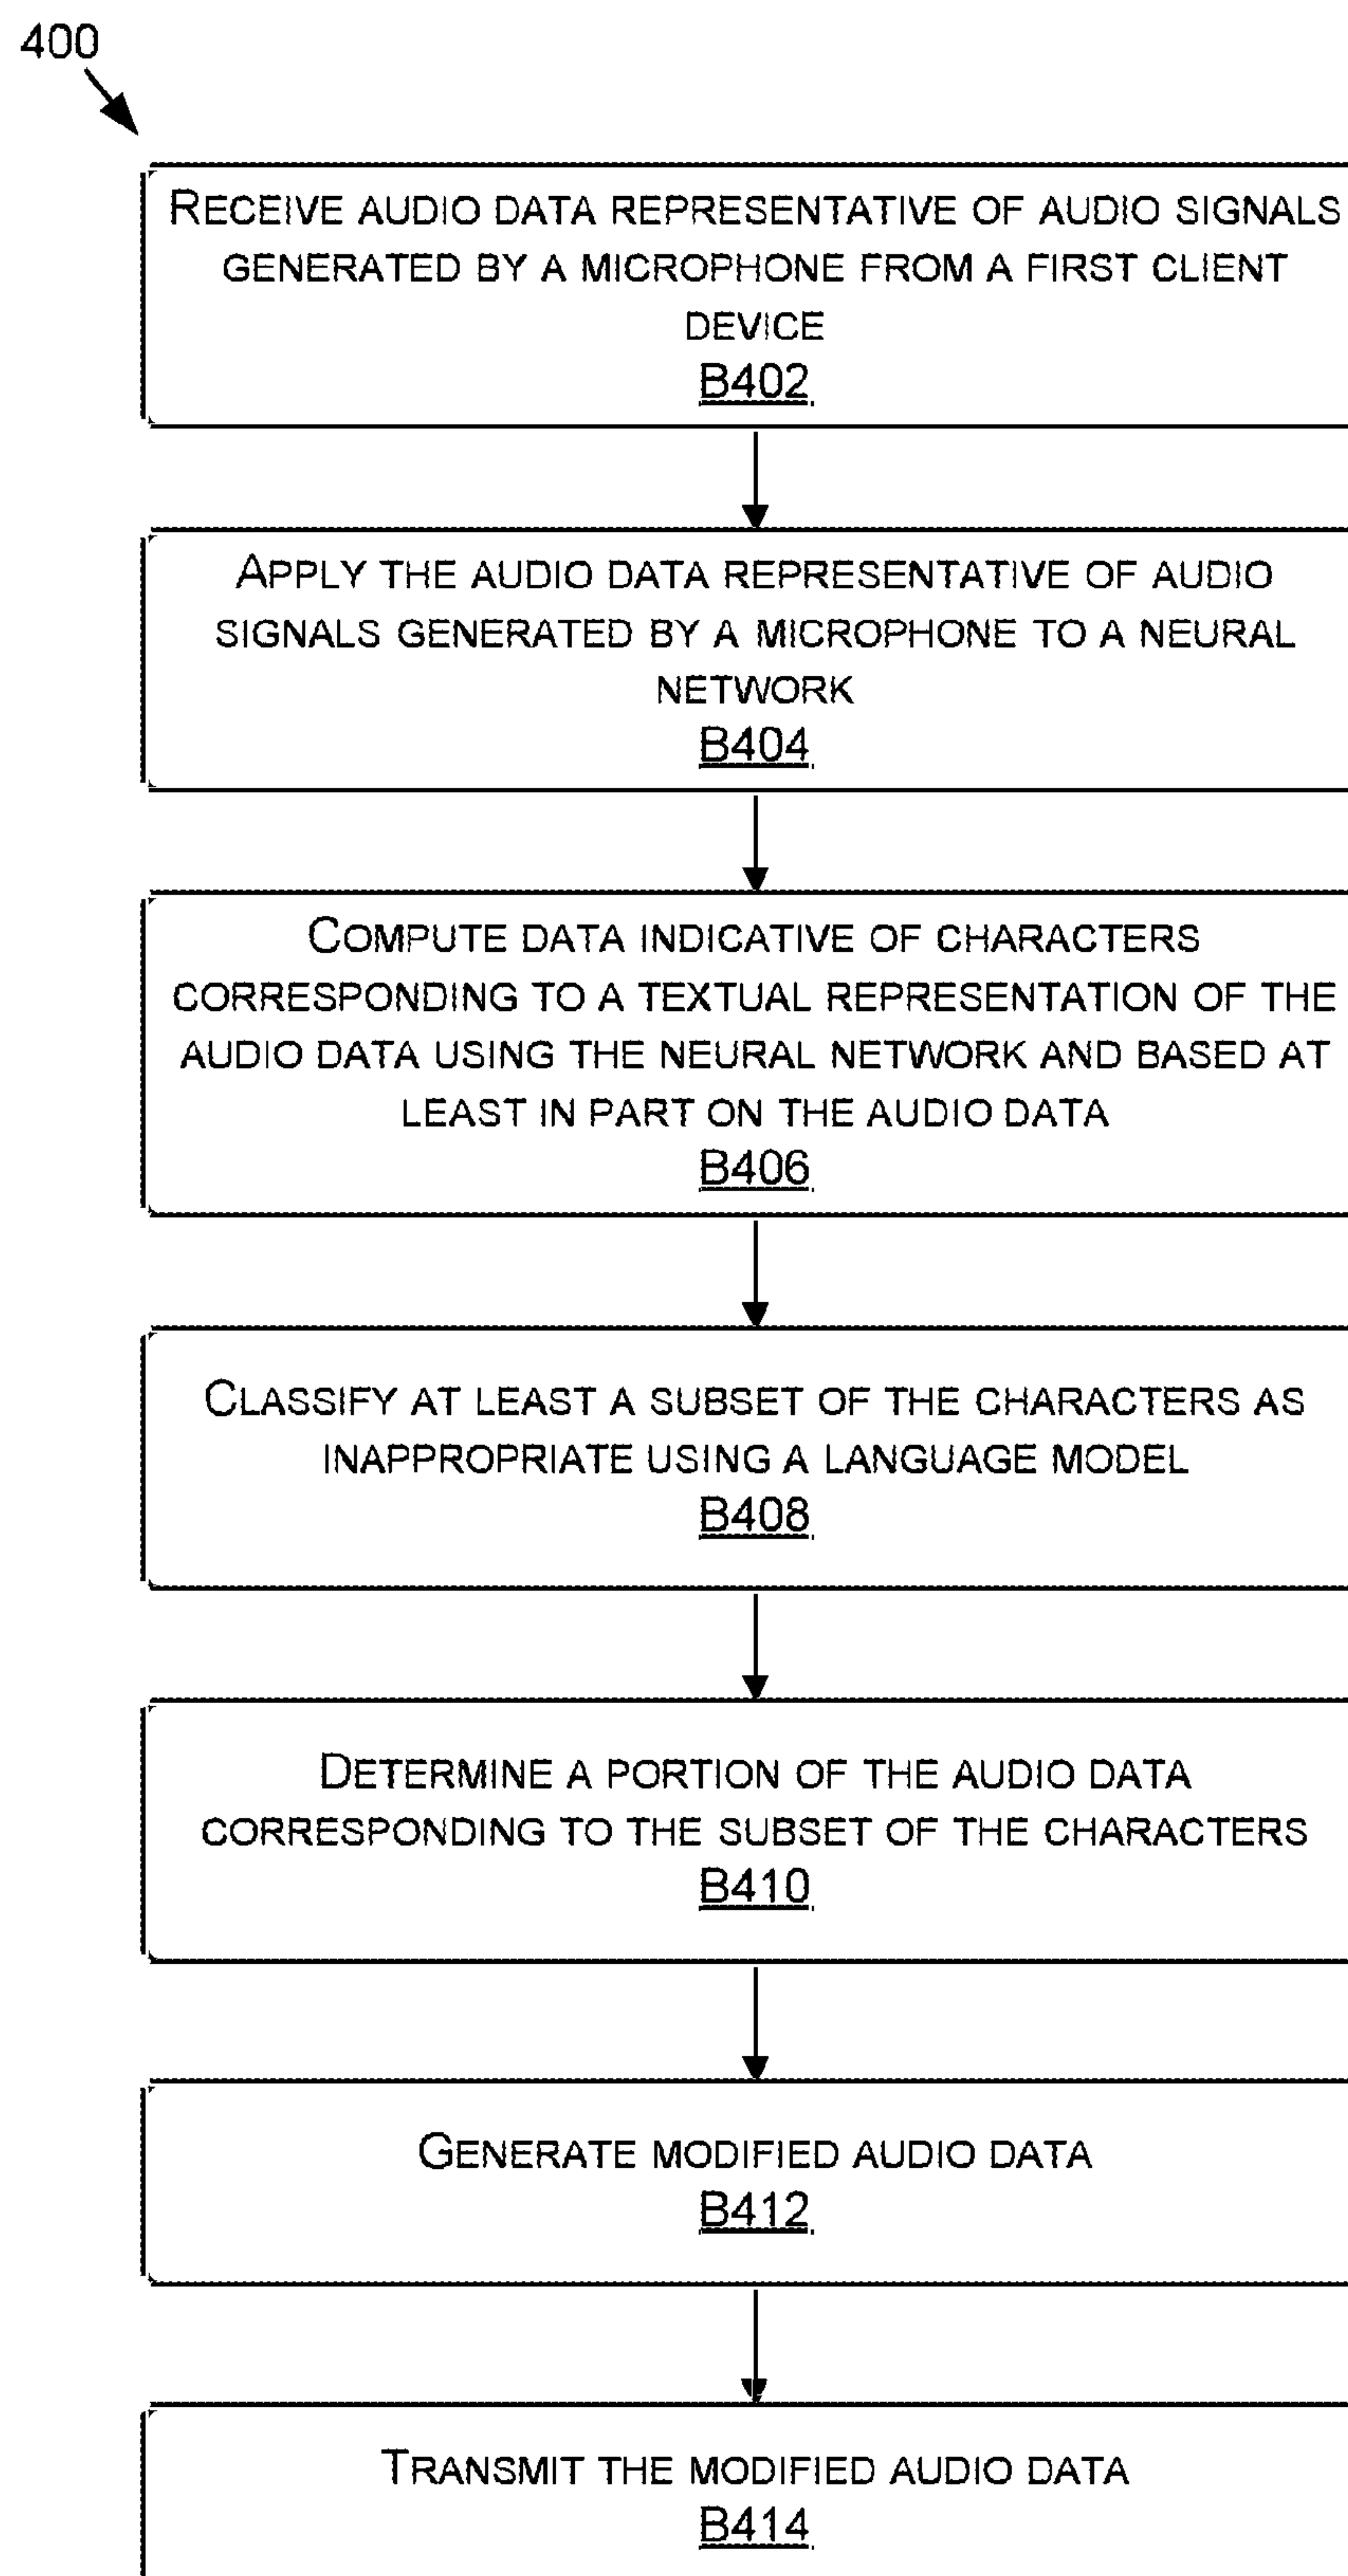 400
RECEIVE AUDIO DATA REPRESENTATIVE OF AUDIO SIGNALS
GENERATED BY A MICROPHONE FROM A FIRST CLIENT
DEVICE
B402
APPLY THE AUDIO DATA REPRESENTATIVE OF AUDIO
SIGNALS GENERATED BY A MICROPHONE TO A NEURAL
NETWORK
B404
COMPUTE DATA INDICATIVE OF CHARACTERS
CORRESPONDING TO A TEXTUAL REPRESENTATION OF THE
AUDIO DATA USING THE NEURAL NETWORK AND BASED AT
LEAST IN PART ON THE AUDIO DATA
B406
CLASSIFY AT LEAST A SUBSET OF THE CHARACTERS AS
INAPPROPRIATE USING A LANGUAGE MODEL
B408
DETERMINE A PORTION OF THE AUDIO DATA
CORRESPONDING TO THE SUBSET OF THE CHARACTERS
B410
GENERATE MODIFIED AUDIO DATA
B412
TRANSMIT THE MODIFIED AUDIO DATA
B414